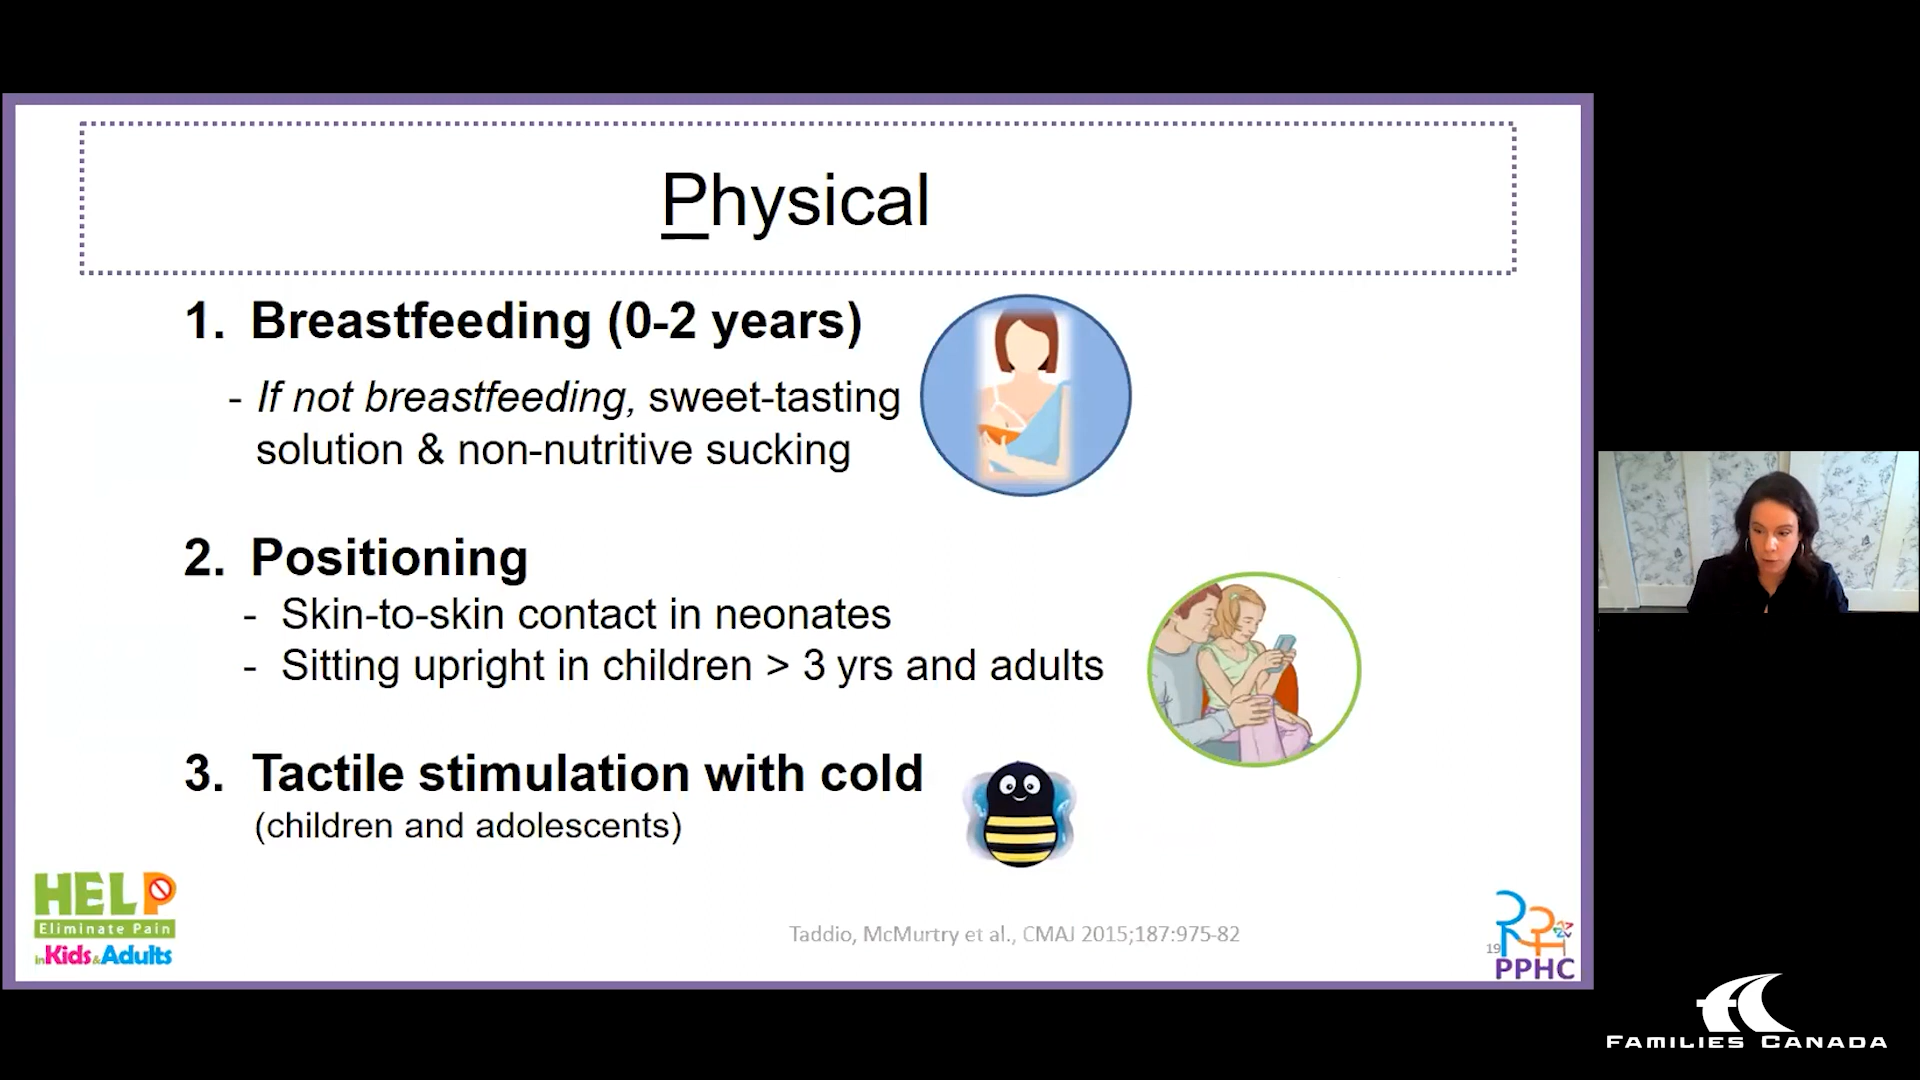 Physical
1. Breastfeeding (0-2 years)
- If not breastfeeding, sweet-tasting
solution & non-nutritive sucking
2. Positioning
- Skin-to-skin contact in neonates
- Sitting upright in children > 3 yrs and adults
3. Tactile stimulation with cold
(children and adolescents)
HELP
Eliminate Pain
in Kids & Adults
Taddio, McMurtry et al., CMAJ 2015;187:975-82
19
PPHC
FAMILIES CANADA